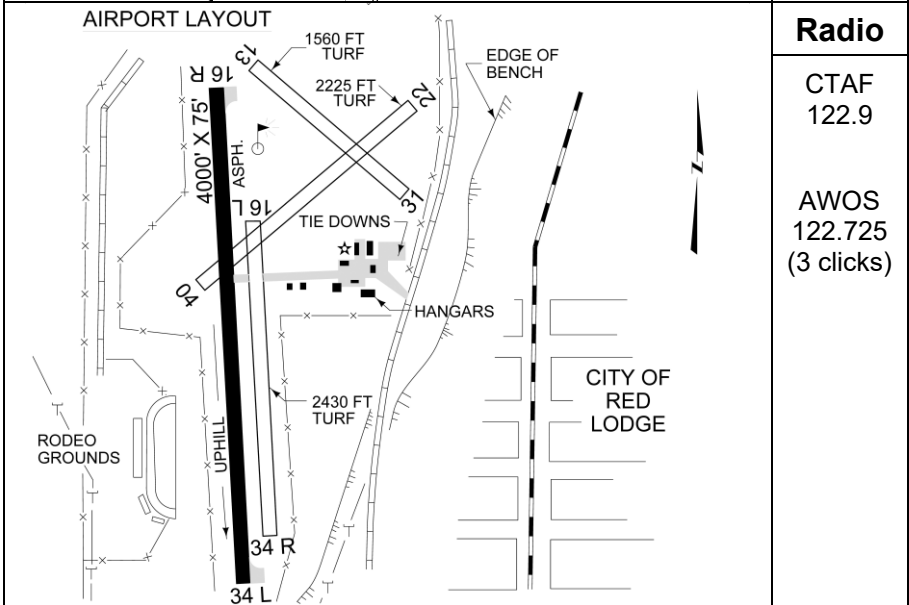 AIRPORT LAYOUT
Radio
CTAF
122.9
AWOS
122.725
(3 clicks)
1560 FT
TURF
2225 FT
TURF
EDGE OF
BENCH
13
16 R
22
4000' X 75'
ASPH.
16 L
31
TIE DOWNS
N
04
HANGARS
2430 FT
TURF
CITY OF
RED
LODGE
RODEO
GROUNDS
UPHILL
34 R
34 L